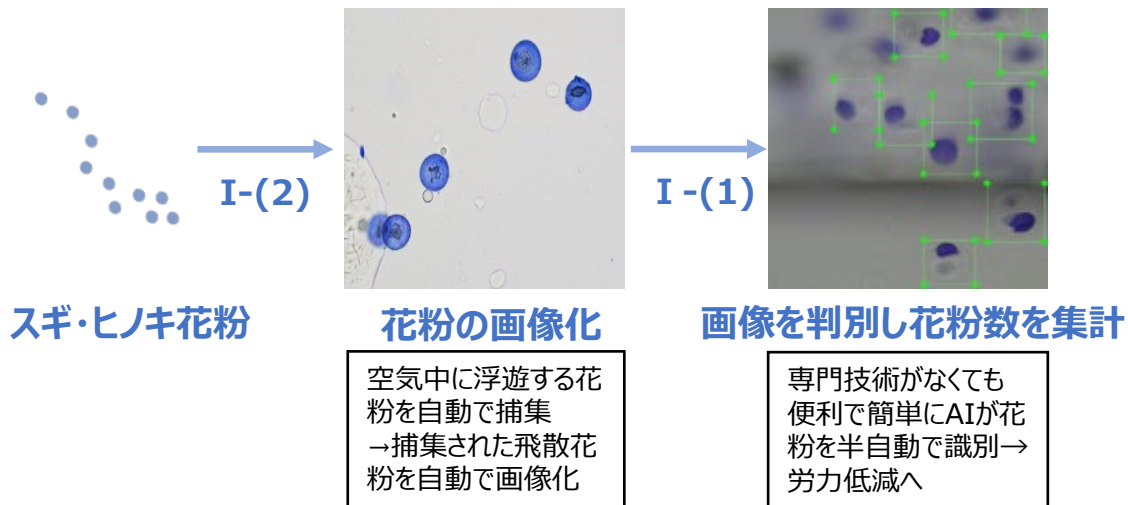 I-(2)
I -(1)
スギ・ヒノキ花粉
花粉の画像化
画像を判別し花粉数を集計
空気中に浮遊する花
粉を自動で捕集
→捕集された飛散花
粉を自動で画像化
専門技術がなくても
便利で簡単にAIが花
粉を半自動で識別→
労力低減へ